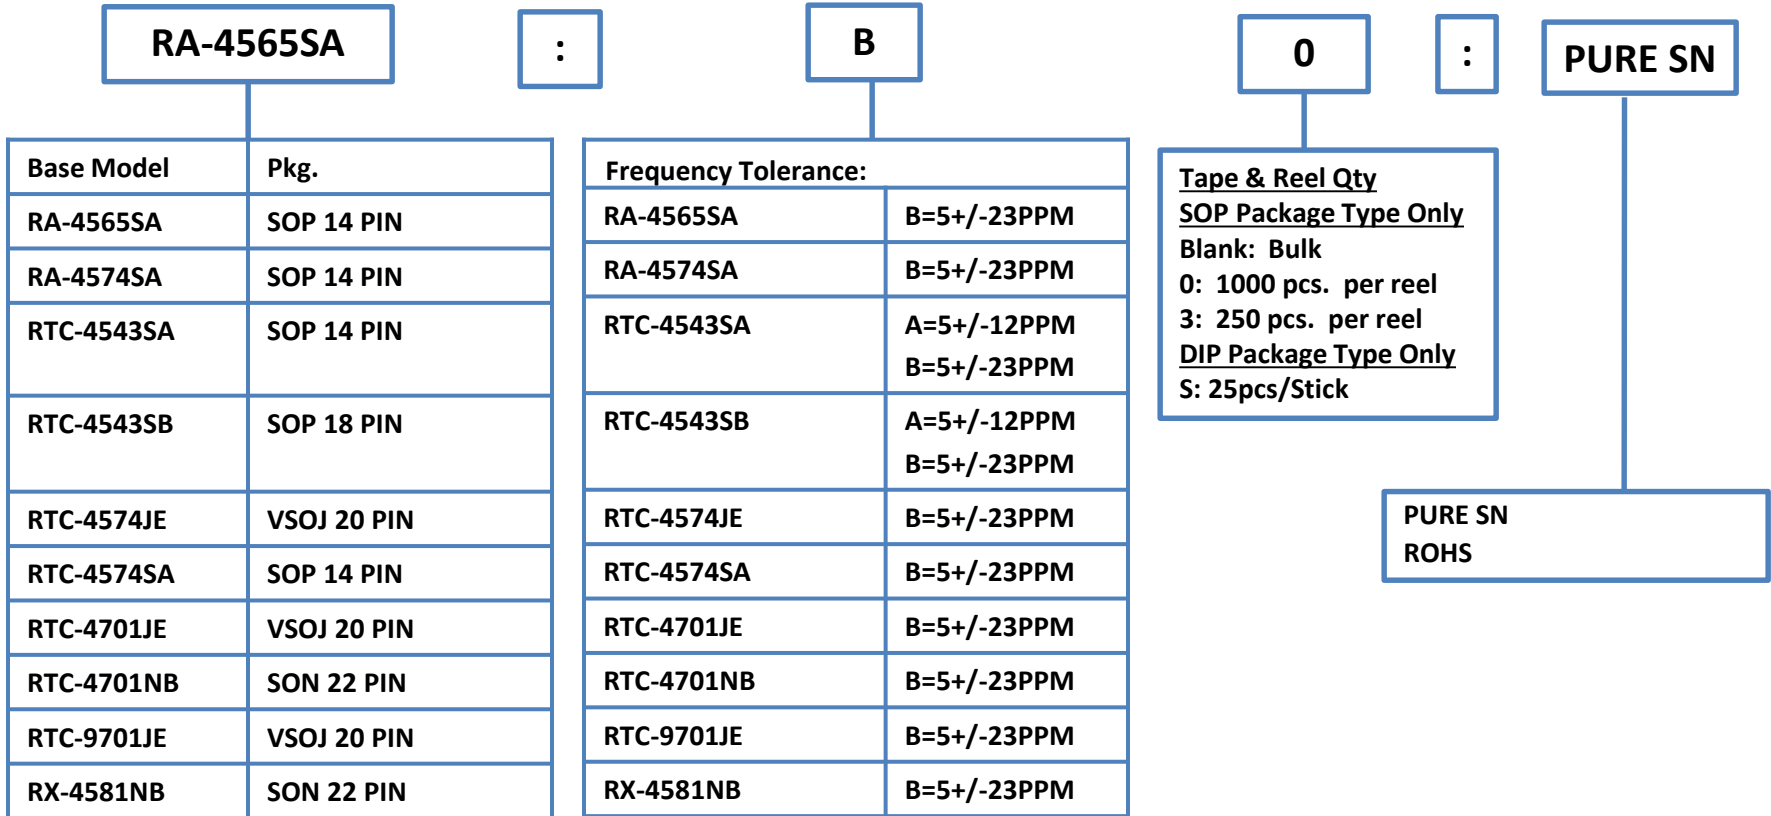 RA-4565SA : B 0 : PURE SN
Base Model Pkg.
RA-4565SA SOP 14 PIN
RA-4574SA SOP 14 PIN
RTC-4543SA SOP 14 PIN
RTC-4543SB SOP 18 PIN
RTC-4574JE VSOJ 20 PIN
RTC-4574SA SOP 14 PIN
RTC-4701JE VSOJ 20 PIN
RTC-4701NB SON 22 PIN
RTC-9701JE VSOJ 20 PIN
RX-4581NB SON 22 PIN
Frequency Tolerance:
RA-4565SA B=5+/-23PPM
RA-4574SA B=5+/-23PPM
RTC-4543SA A=5+/-12PPM
B=5+/-23PPM
RTC-4543SB A=5+/-12PPM
B=5+/-23PPM
RTC-4574JE B=5+/-23PPM
RTC-4574SA B=5+/-23PPM
RTC-4701JE B=5+/-23PPM
RTC-4701NB B=5+/-23PPM
RTC-9701JE B=5+/-23PPM
RX-4581NB B=5+/-23PPM
Tape & Reel Qty
SOP Package Type Only
Blank: Bulk
0: 1000 pcs. per reel
3: 250 pcs. per reel
DIP Package Type Only
S: 25pcs/Stick
PURE SN
ROHS